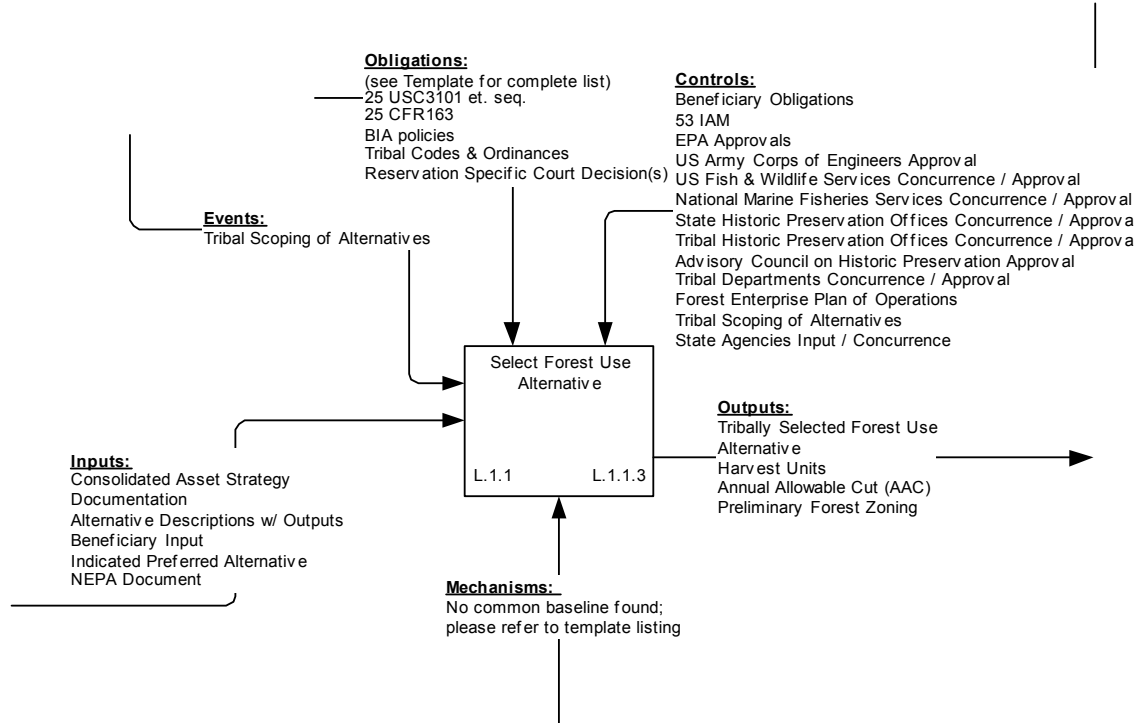 Obligations:
(see Template for complete list)
25 USC3101 et. seq.
25 CFR163
BIA policies
Tribal Codes & Ordinances
Reservation Specific Court Decision(s)
Controls:
Beneficiary Obligations
53 IAM
EPA Approvals
US Army Corps of Engineers Approval
US Fish & Wildlife Services Concurrence / Approval
National Marine Fisheries Services Concurrence / Approval
State Historic Preservation Offices Concurrence / Approva
Tribal Historic Preservation Offices Concurrence / Approva
Advisory Council on Historic Preservation Approval
Tribal Departments Concurrence / Approval
Forest Enterprise Plan of Operations
Tribal Scoping of Alternatives
State Agencies Input / Concurrence
Events:
Tribal Scoping of Alternatives
Select Forest Use
Alternative
L.1.1
L.1.1.3
Inputs:
Consolidated Asset Strategy
Documentation
Alternative Descriptions w/ Outputs
Beneficiary Input
Indicated Preferred Alternative
NEPA Document
Outputs:
Tribally Selected Forest Use
Alternative
Harvest Units
Annual Allowable Cut (AAC)
Preliminary Forest Zoning
Mechanisms:
No common baseline found;
please refer to template listing